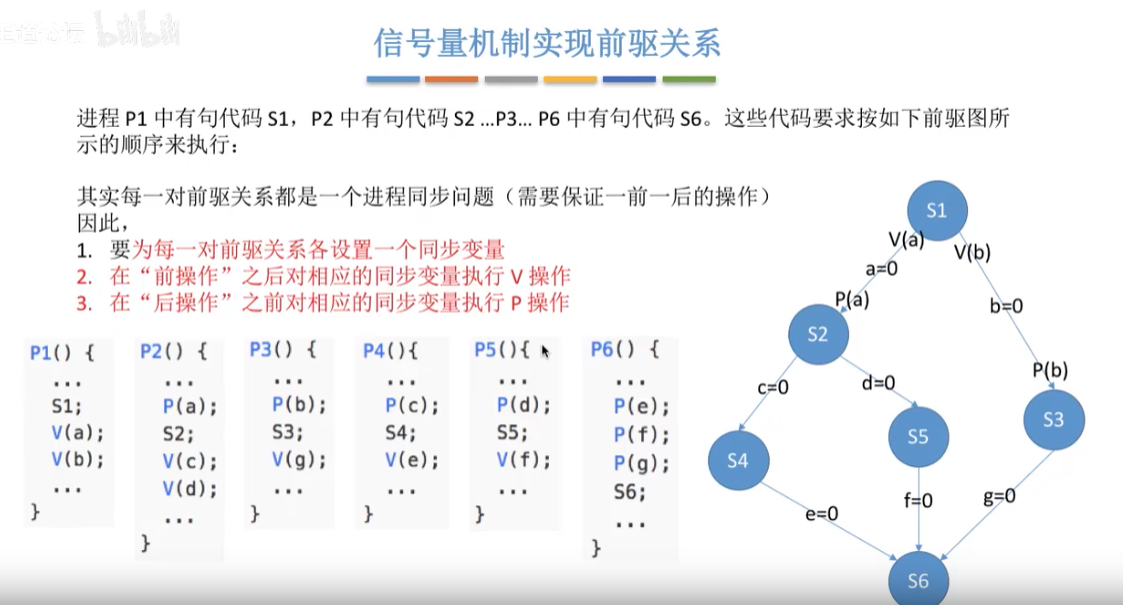 bilibili
信号量机制实现前驱关系
进程 P1 中有句代码 S1，P2 中有句代码 S2 ...P3... P6 中有句代码 S6。这些代码要求按如下前驱图所
示的顺序来执行：
其实每一对前驱关系都是一个进程同步问题（需要保证一前一后的操作）
因此，
1. 要为每一对前驱关系各设置一个同步变量
2. 在“前操作”之后对相应的同步变量执行 V 操作
3. 在“后操作”之前对相应的同步变量执行 P 操作
P1() {
...
S1;
V(a);
V(b);
...
}
P2() {
...
P(a);
S2;
V(c);
V(d);
...
}
P3() {
...
P(b);
S3;
V(g);
...
}
P4(){
...
P(c);
S4;
V(e);
...
}
P5(){
...
P(d);
S5;
V(f);
...
}
P6() {
...
P(e);
P(f);
P(g);
S6;
...
}
S1
V(a)
V(b)
a=0
P(a)
b=0
S2
P(b)
c=0
d=0
S3
S5
S4
f=0
g=0
e=0
S6